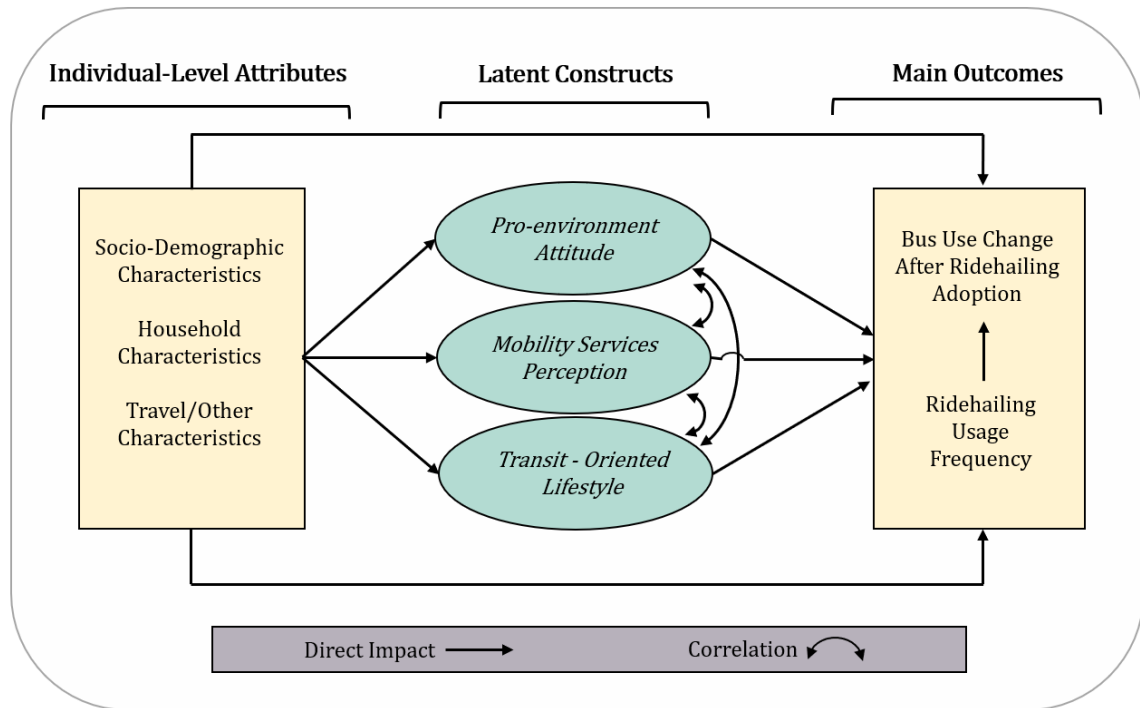 Individual-Level Attributes
Latent Constructs
Main Outcomes
Socio-Demographic
Characteristics
Household
Characteristics
Travel/Other
Characteristics
Pro-environment
Attitude
Mobility Services
Perception
Transit - Oriented
Lifestyle
Bus Use Change
After Ridehailing
Adoption
Ridehailing
Usage
Frequency
Direct Impact
Correlation